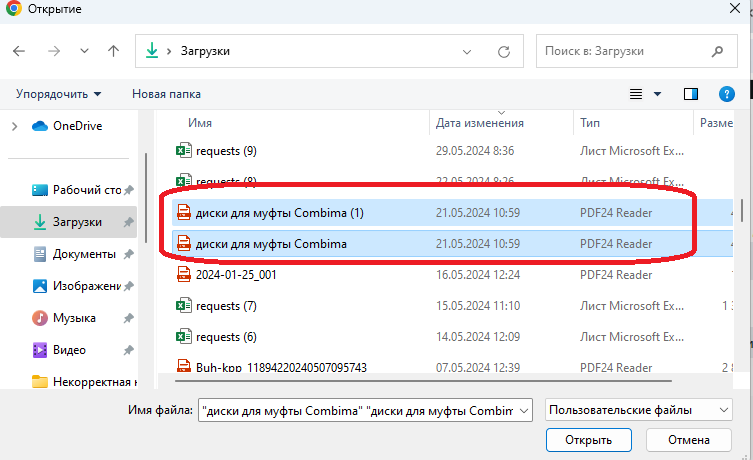 Открытие
Загрузки
Поиск в: Загрузки
Упорядочить
Новая папка
Имя
Дата изменения
Тип
Разме
OneDrive
requests (9)
29.05.2024 8:36
Лист Microsoft Ex...
requests (8)
22.05.2024 8:26
Лист Microsoft Ex...
Рабочий сто
диски для муфты Combima (1)
21.05.2024 10:59
PDF24 Reader
Загрузки
диски для муфты Combima
21.05.2024 10:59
PDF24 Reader
Документы
2024-01-25_001
16.05.2024 12:24
PDF24 Reader
Изображени
requests (7)
15.05.2024 11:10
Лист Microsoft Ex...
1 3
Музыка
requests (6)
14.05.2024 12:09
Лист Microsoft Ex...
Видео
Buh-kpp_11894220240507095743
07.05.2024 12:39
PDF24 Reader
2 8
Некорректная н
Имя файла:
"диски для муфты Combima" "диски для муфты Combim
Пользовательские файлы
Открыть
Отмена